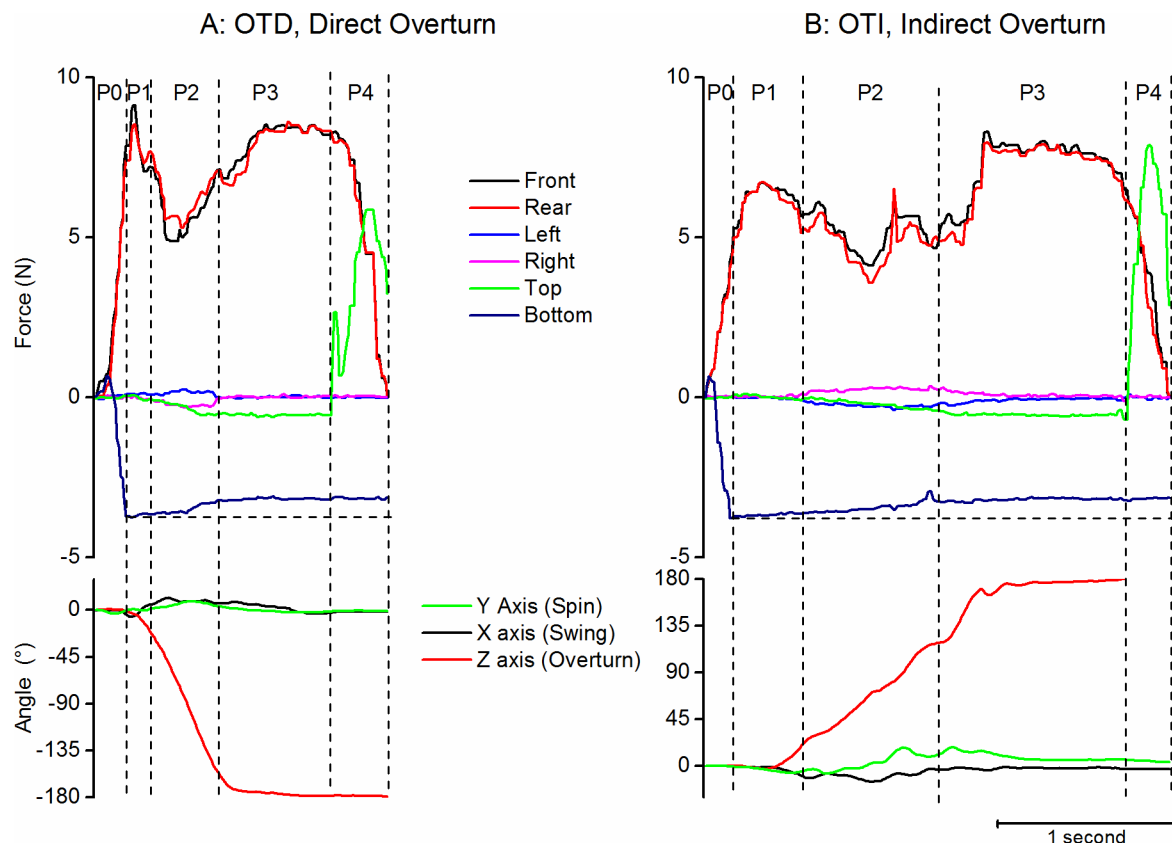 A: OTD, Direct Overturn
B: OTI, Indirect Overturn
10
P0
P1
P2
P3
P4
5
0
-5
Force (N)
Front
Rear
Left
Right
Top
Bottom
10
P0
P1
P2
P3
P4
5
0
-5
0
-45
-90
-135
-180
Angle (°)
Y Axis (Spin)
X axis (Swing)
Z axis (Overturn)
180
135
90
45
0
1 second